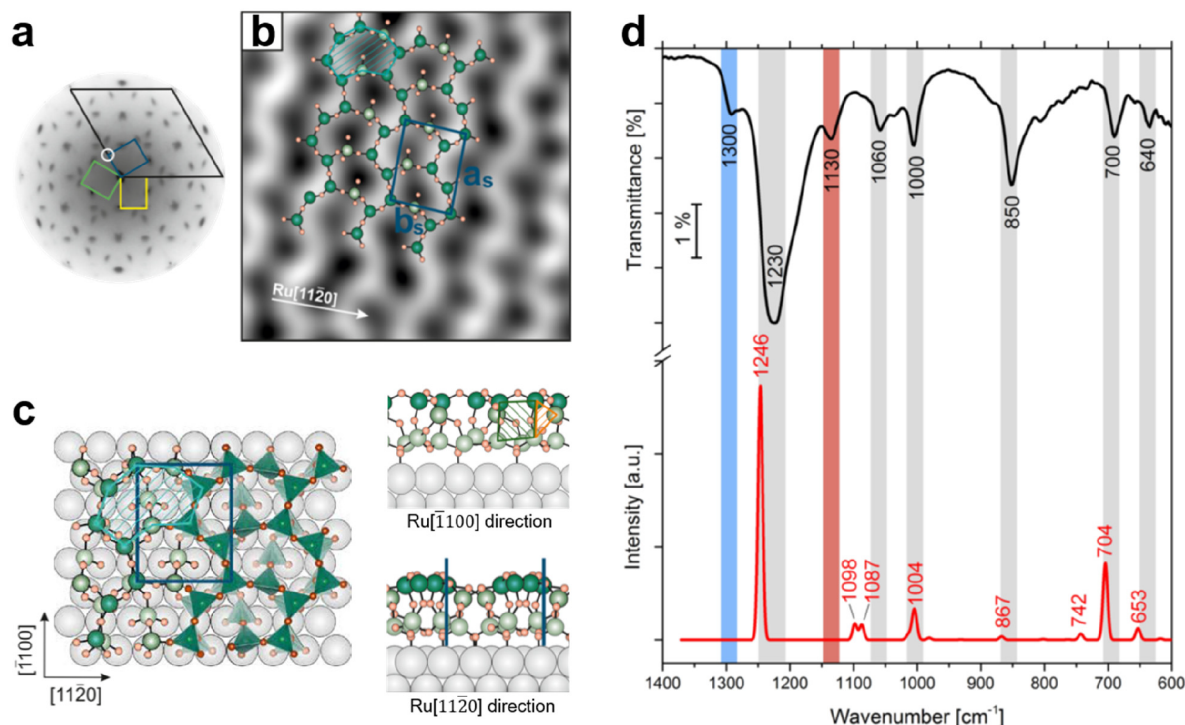 a
b
a_s
b_s
Ru[112̄0]
c
[1̄100]
[112̄0]
Ru[1̄100] direction
Ru[112̄0] direction
d
Transmittance [%]
1 %
1300
1230
1130
1060
1000
850
700
640
Intensity [a.u.]
1246
1098
1087
1004
867
742
704
653
1400 1300 1200 1100 1000 900 800 700 600
Wavenumber [cm⁻¹]